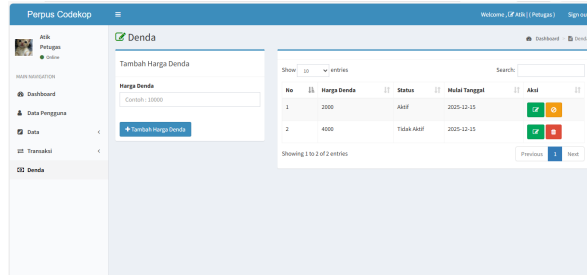 Perpus Codekop
Welcome , Atik | ( Petugas )
Sign out
Atik
Petugas
Online
Denda
Dashboard
Denda
MAIN NAVIGATION
Dashboard
Data Pengguna
Data
Transaksi
Denda
Tambah Harga Denda
Harga Denda
Contoh : 10000
+ Tambah Harga Denda
Show 10 entries
Search:
No Harga Denda Status Mulai Tanggal Aksi
1 2000 Aktif 2025-12-15
2 4000 Tidak Aktif 2025-12-15
Showing 1 to 2 of 2 entries
Previous 1 Next